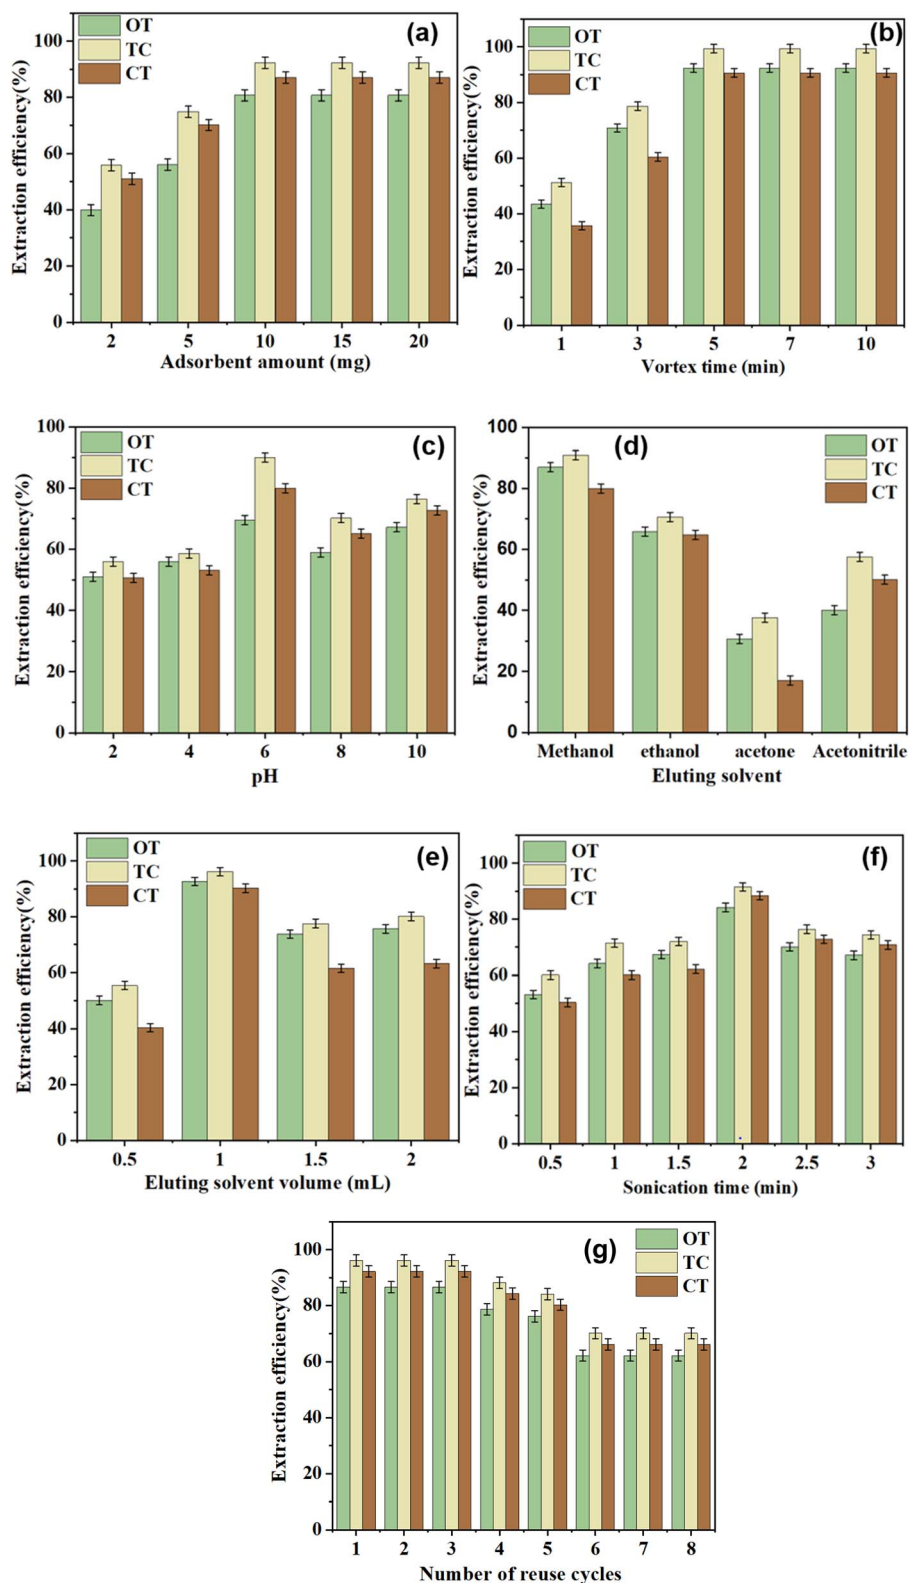 (a)
OT
TC
CT
Extraction efficiency(%)
100
80
60
40
20
0
2 5 10 15 20
Adsorbent amount (mg)
(b)
OT
TC
CT
Extraction efficiency(%)
100
80
60
40
20
0
1 3 5 7 10
Vortex time (min)
(c)
OT
TC
CT
Extraction efficiency(%)
100
80
60
40
20
0
2 4 6 8 10
pH
(d)
OT
TC
CT
Extraction efficiency(%)
100
80
60
40
20
0
Methanol ethanol acetone Acetonitrile
Eluting solvent
(e)
OT
TC
CT
Extraction efficiency(%)
100
80
60
40
20
0
0.5 1 1.5 2
Eluting solvent volume (mL)
(f)
OT
TC
CT
Extraction efficiency(%)
100
80
60
40
20
0
0.5 1 1.5 2 2.5 3
Sonication time (min)
(g)
OT
TC
CT
Extraction efficiency(%)
100
80
60
40
20
0
1 2 3 4 5 6 7 8
Number of reuse cycles